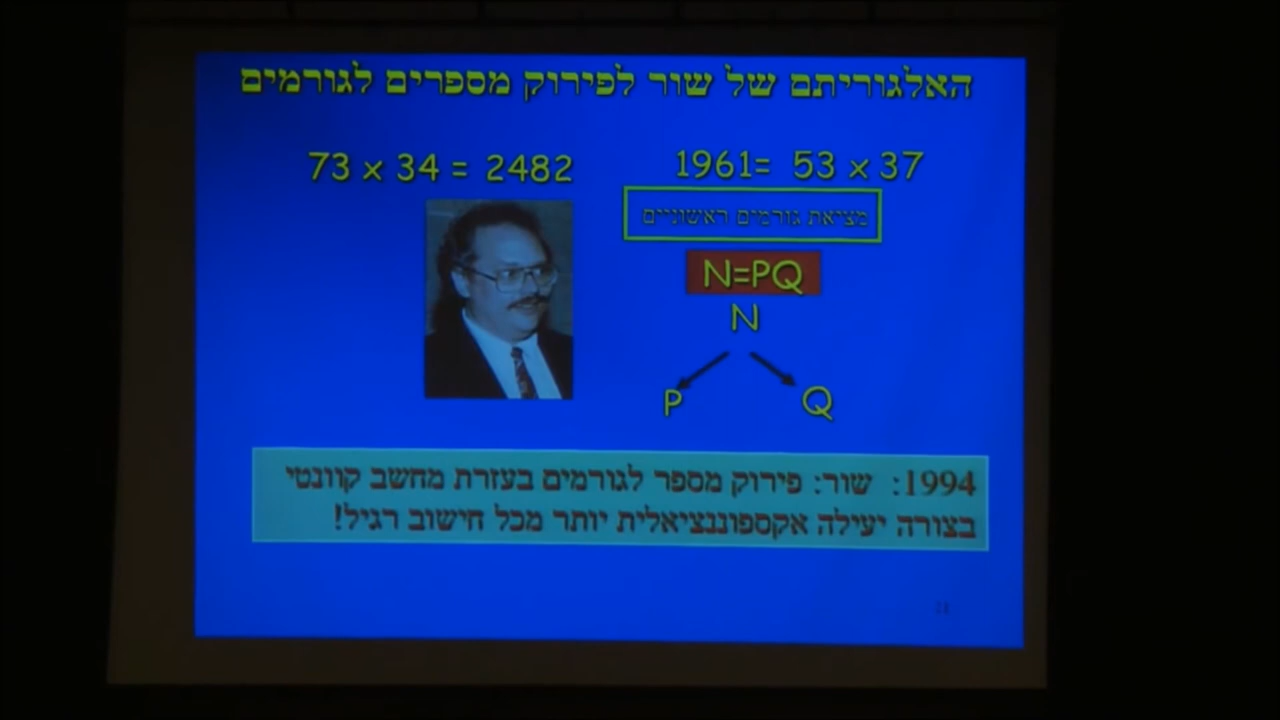 האלגוריתם של שור לפירוק מספרים לגורמים
1961= 53 x 37
73 x 34 = 2482
מציאת גורמים ראשוניים
N=PQ
N
P
Q
1994: שור: פירוק מספר לגורמים בעזרת מחשב קוונטי
בצורה יעילה אקספוננציאלית יותר מכל חישוב רגיל!